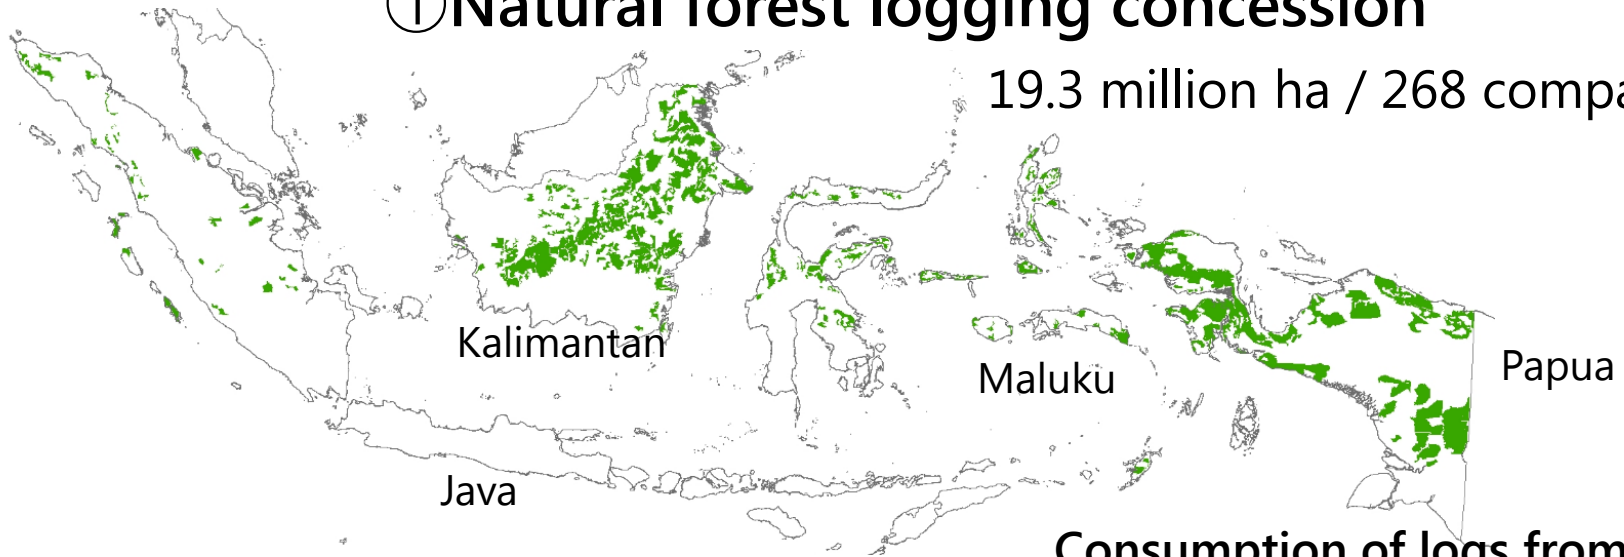 ①Natural forest logging concession
19.3 million ha / 268 compa
Kalimantan
Maluku
Papua
Java
Consumption of logs from